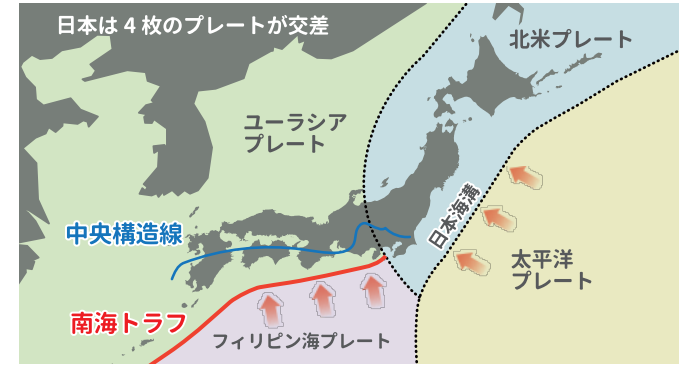 日本は4枚のプレートが交差
北米プレート
ユーラシア
プレート
日本海溝
中央構造線
太平洋
プレート
南海トラフ
フィリピン海プレート